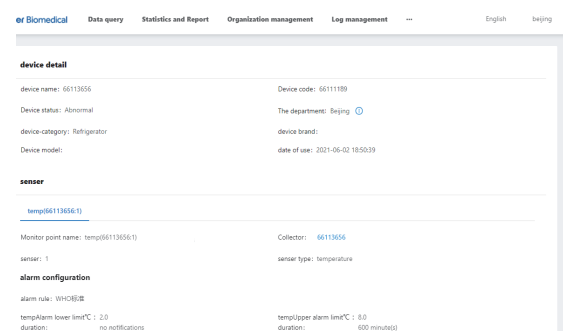 er Biomedical Data query Statistics and Report Organization management Log management ··· English beijing
device detail
device name: 66113656 Device code: 66111189
Device status: Abnormal The department: Beijing
device-category: Refrigerator device brand:
Device model: date of use: 2021-06-02 18:50:39
senser
temp(66113656:1)
Monitor point name: temp(66113656:1) Collector: 66113656
senser: 1 senser type: temperature
alarm configuration
alarm rule: WHO标准
tempAlarm lower limit℃ : 2.0 tempUpper alarm limit℃ : 8.0
duration: no notifications duration: 600 minute(s)